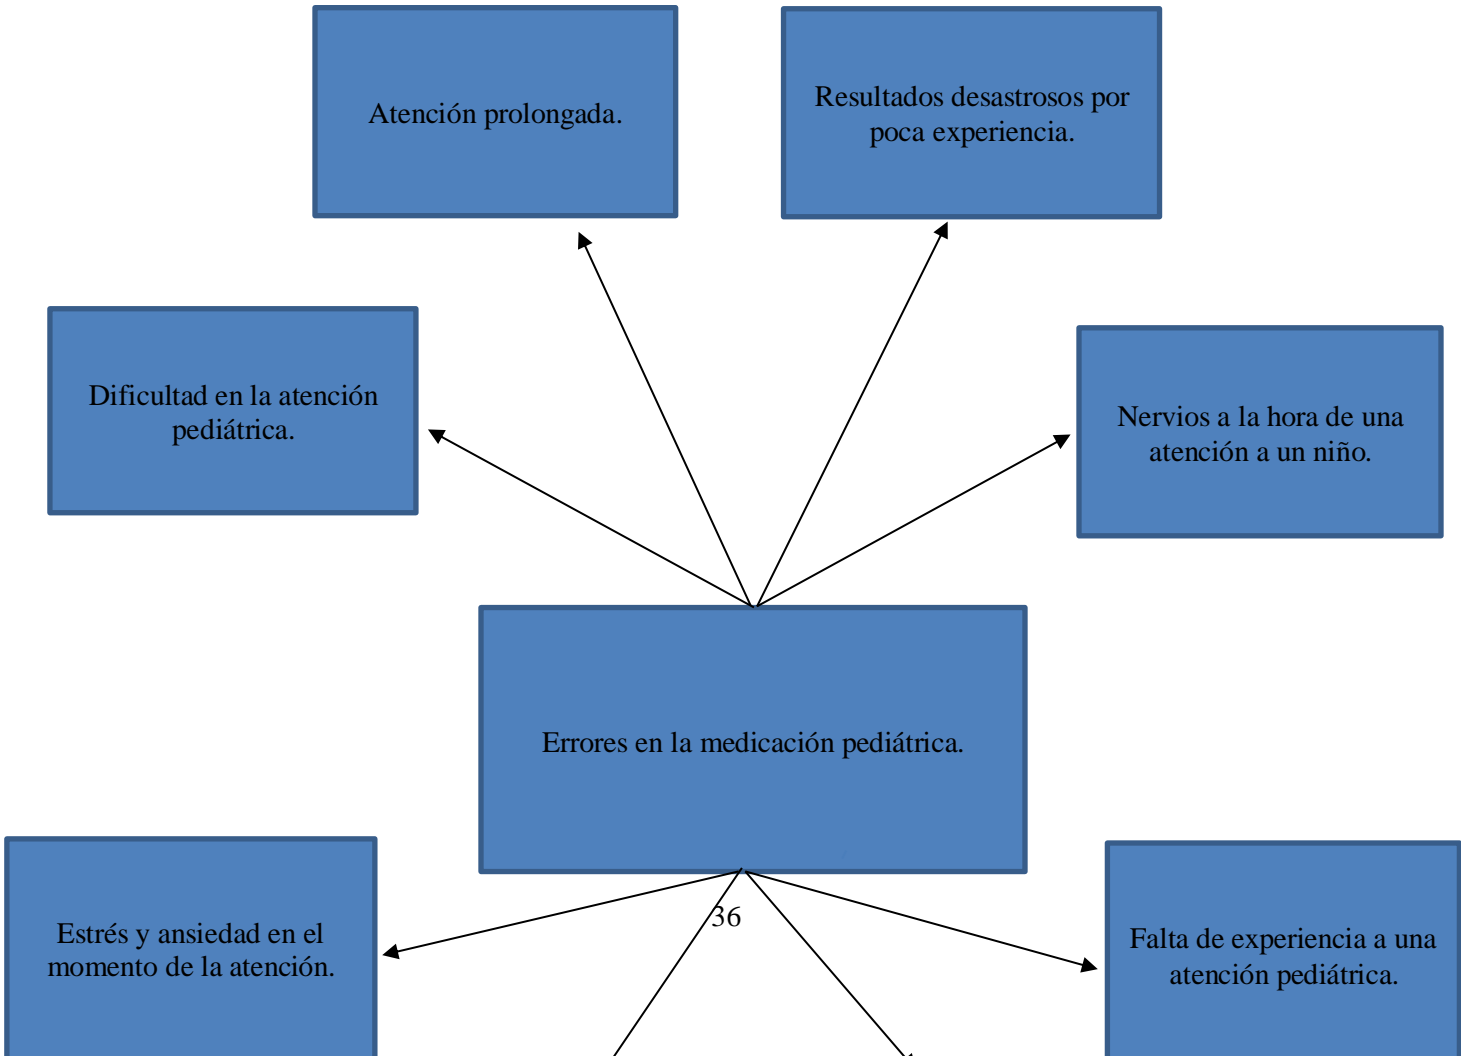 Atención prolongada.
Resultados desastrosos por
poca experiencia.
Dificultad en la atención
pediátrica.
Nervios a la hora de una
atención a un niño.
Errores en la medicación pediátrica.
36
Estrés y ansiedad en el
momento de la atención.
Falta de experiencia a una
atención pediátrica.